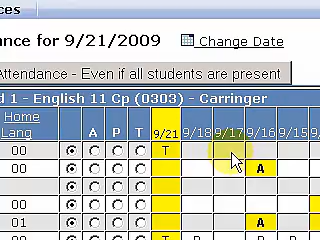 ces
ance for 9/21/2009 Change Date
Attendance - Even if all students are present
d 1 - English 11 Cp (0303) - Carringer
Home
Lang A P T 9/21 9/18 9/17 9/16 9/15
00 T
00 A
00
01 A
00 T